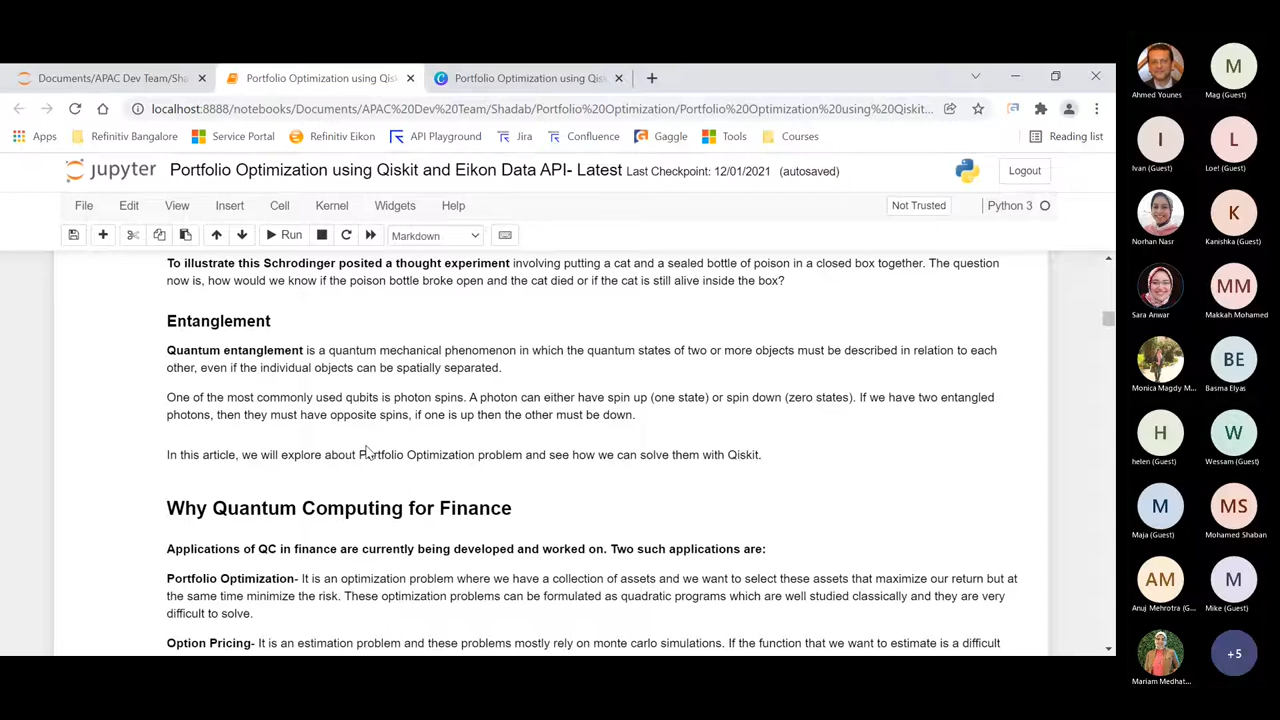 Documents/APAC Dev Team/Sha
Portfolio Optimization using Qis
Portfolio Optimization using Qis
localhost:8888/notebooks/Documents/APAC%20Dev%20Team/Sharlab/Portfolio%20Optimization/Portfolio%20Optimization%20using%20Qiskit...
Apps
Refinitiv Bangalore
Service Portal
Refinitiv Eikon
API Playground
Jira
Confluence
Kaggle
Tools
Courses
Reading list
jupyter
Portfolio Optimization using Qiskit and Eikon Data API- Latest Last Checkpoint: 12/01/2021 (autosaved)
Logout
File Edit View Insert Cell Kernel Widgets Help
Not Trusted
Python 3
Run
Markdown
To illustrate this Schrodinger posited a thought experiment involving putting a cat and a sealed bottle of poison in a closed box together. The question
now is, how would we know if the poison bottle broke open and the cat died or if the cat is still alive inside the box?
Entanglement
Quantum entanglement is a quantum mechanical phenomenon in which the quantum states of two or more objects must be described in relation to each
other, even if the individual objects can be spatially separated.
One of the most commonly used qubits is photon spins. A photon can either have spin up (one state) or spin down (zero states). If we have two entangled
photons, then they must have opposite spins, if one is up then the other must be down.
In this article, we will explore about Portfolio Optimization problem and see how we can solve them with Qiskit.
Why Quantum Computing for Finance
Applications of QC in finance are currently being developed and worked on. Two such applications are:
Portfolio Optimization- It is an optimization problem where we have a collection of assets and we want to select these assets that maximize our return but at
the same time minimize the risk. These optimization problems can be formulated as quadratic programs which are well studied classically and they are very
difficult to solve.
Option Pricing- It is an estimation problem and these problems mostly rely on monte carlo simulations. If the function that we want to estimate is a difficult
Ahmed Younes
M
Mag (Guest)
I
Ivan (Guest)
L
Loe! (Guest)
Norhan Nasr
K
Kanishka (Guest)
Sara Anwar
MM
Makkah Mohamed
Monica Magdy M...
BE
Basma Elyas
H
helen (Guest)
W
Wessam (Guest)
M
Maja (Guest)
MS
Mohamed Shaban
AM
Anuj Mehrotra (G...
M
Mike (Guest)
Mariam Medhat...
+5